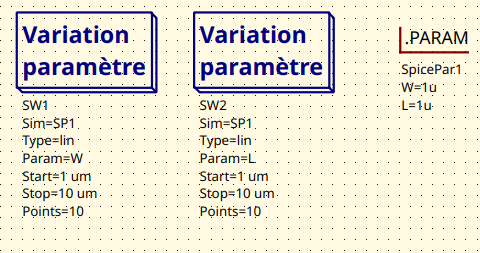 Variation
paramètre
SW1
Sim=SP1
Type=lin
Param=W
Start=1 um
Stop=10 um
Points=10
Variation
paramètre
SW2
Sim=SP1
Type=lin
Param=L
Start=1 um
Stop=10 um
Points=10
.PARAM
SpicePar1
W=1u
L=1u